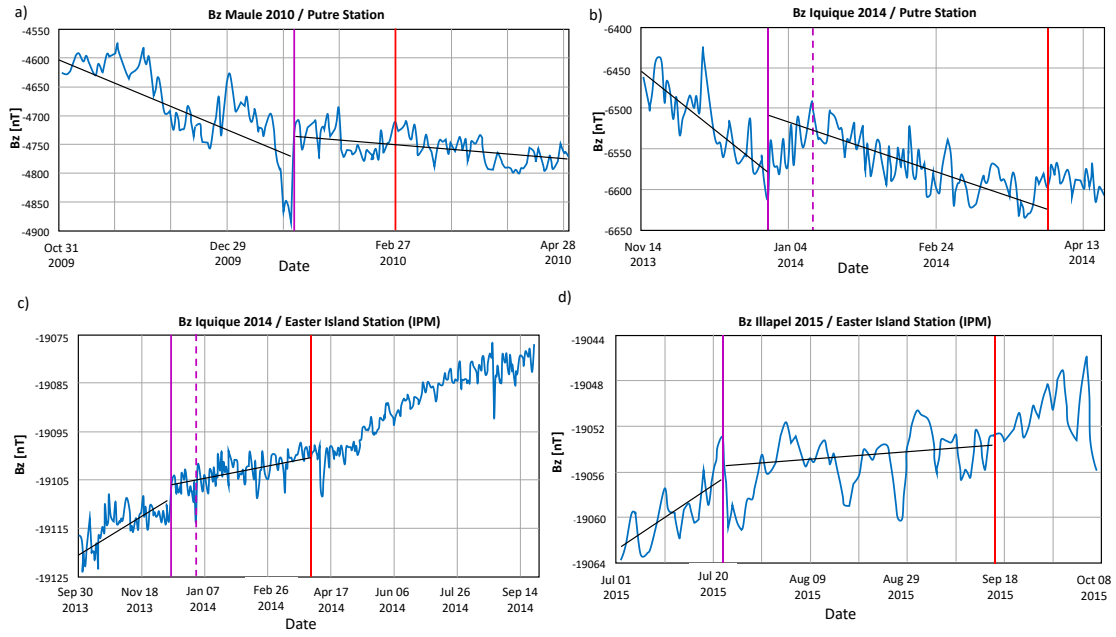 a)
Bz Maule 2010 / Putre Station
-4550
-4600
-4650
-4700
-4750
-4800
-4850
-4900
Bz [nT]
Oct 31 Dec 29 Feb 27 Apr 28
2009 2009 2010 2010
Date
b)
Bz Iquique 2014 / Putre Station
-6400
-6450
-6500
-6550
-6600
-6650
Bz [nT]
Nov 14 Jan 04 Feb 24 Apr 13
2013 2014 2014 2014
Date
c)
Bz Iquique 2014 / Easter Island Station (IPM)
-19075
-19085
-19095
-19105
-19115
-19125
Bz [nT]
Sep 30 Nov 18 Jan 07 Feb 26 Apr 17 Jun 06 Jul 26 Sep 14
2013 2013 2014 2014 2014 2014 2014 2014
Date
d)
Bz Illapel 2015 / Easter Island Station (IPM)
-19044
-19048
-19052
-19056
-19060
-19064
Bz [nT]
Jul 01 Jul 20 Aug 09 Aug 29 Sep 18 Oct 08
2015 2015 2015 2015 2015 2015
Date